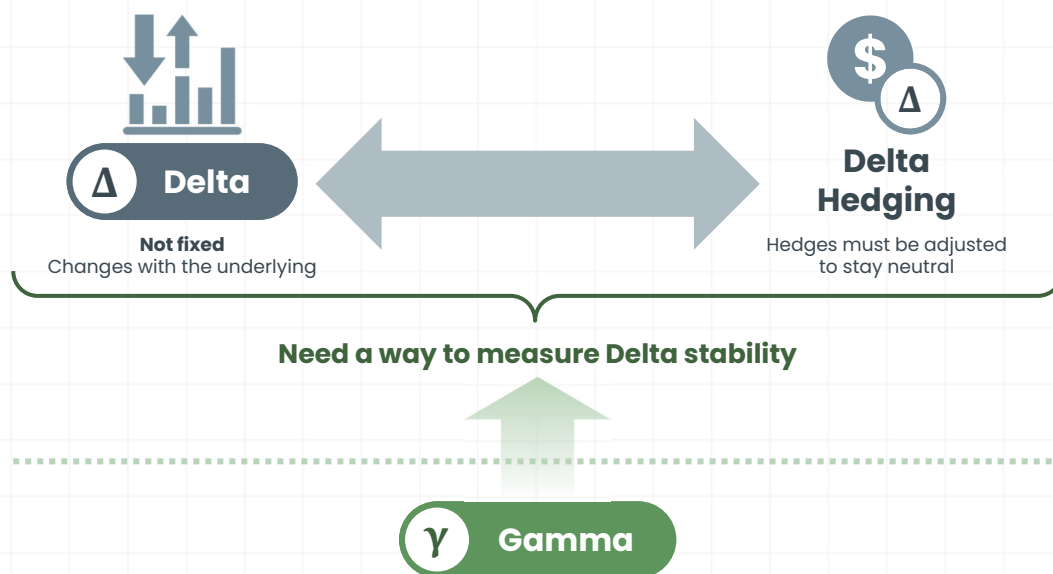 $
Δ
Δ Delta
Delta
Hedging
Not fixed
Changes with the underlying
Hedges must be adjusted
to stay neutral
Need a way to measure Delta stability
γ Gamma